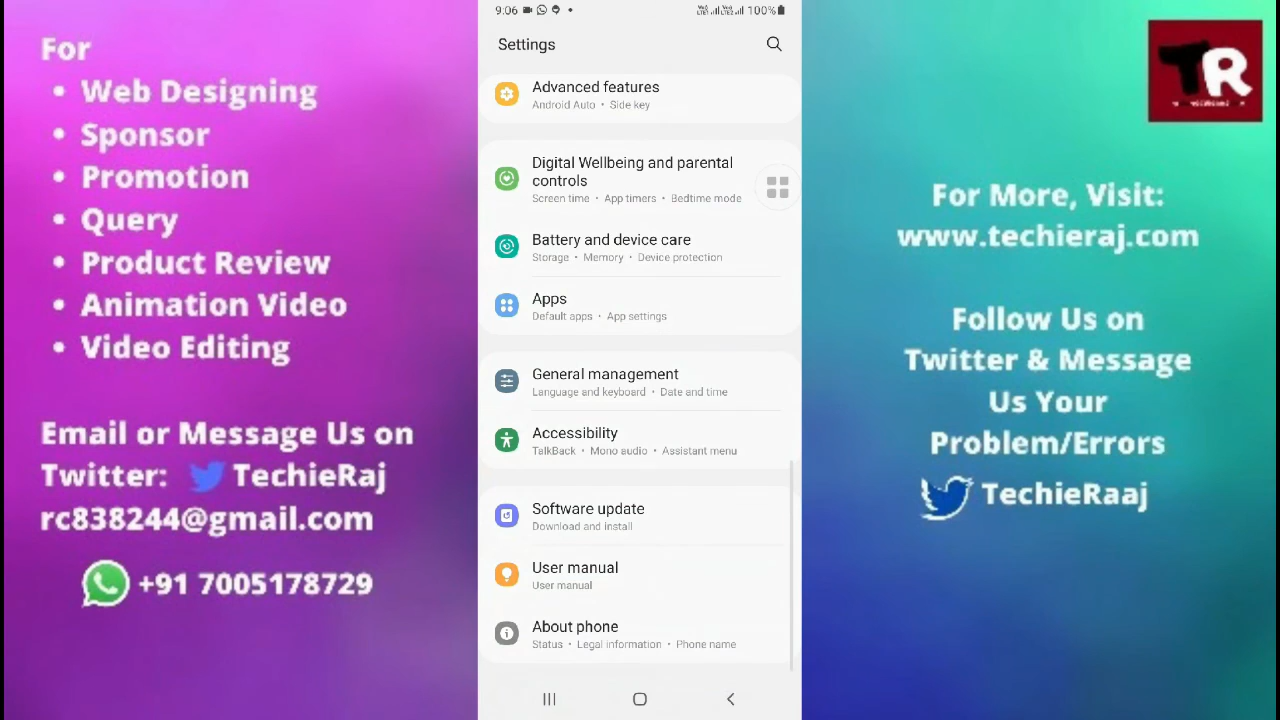 For
• Web Designing
• Sponsor
• Promotion
• Query
• Product Review
• Animation Video
• Video Editing
Email or Message Us on
Twitter: TechieRaj
rc838244@gmail.com
+91 7005178729
9:06
100%
Settings
Advanced features
Android Auto • Side key
Digital Wellbeing and parental
controls
Screen time • App timers • Bedtime mode
Battery and device care
Storage • Memory • Device protection
Apps
Default apps • App settings
General management
Language and keyboard • Date and time
Accessibility
TalkBack • Mono audio • Assistant menu
Software update
Download and install
User manual
User manual
About phone
Status • Legal information • Phone name
TR
For More, Visit:
www.techieraj.com
Follow Us on
Twitter & Message
Us Your
Problem/Errors
TechieRaaj